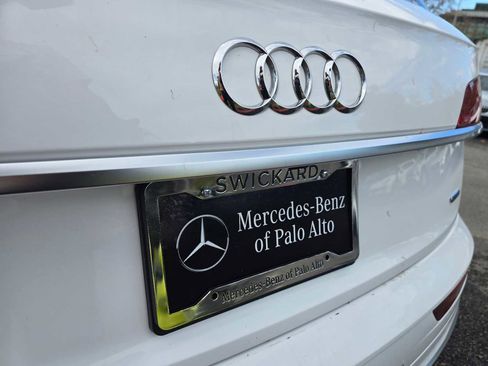 SWICKARD
Mercedes-Benz
of Palo Alto
Mercedes-Benz of Palo Alto